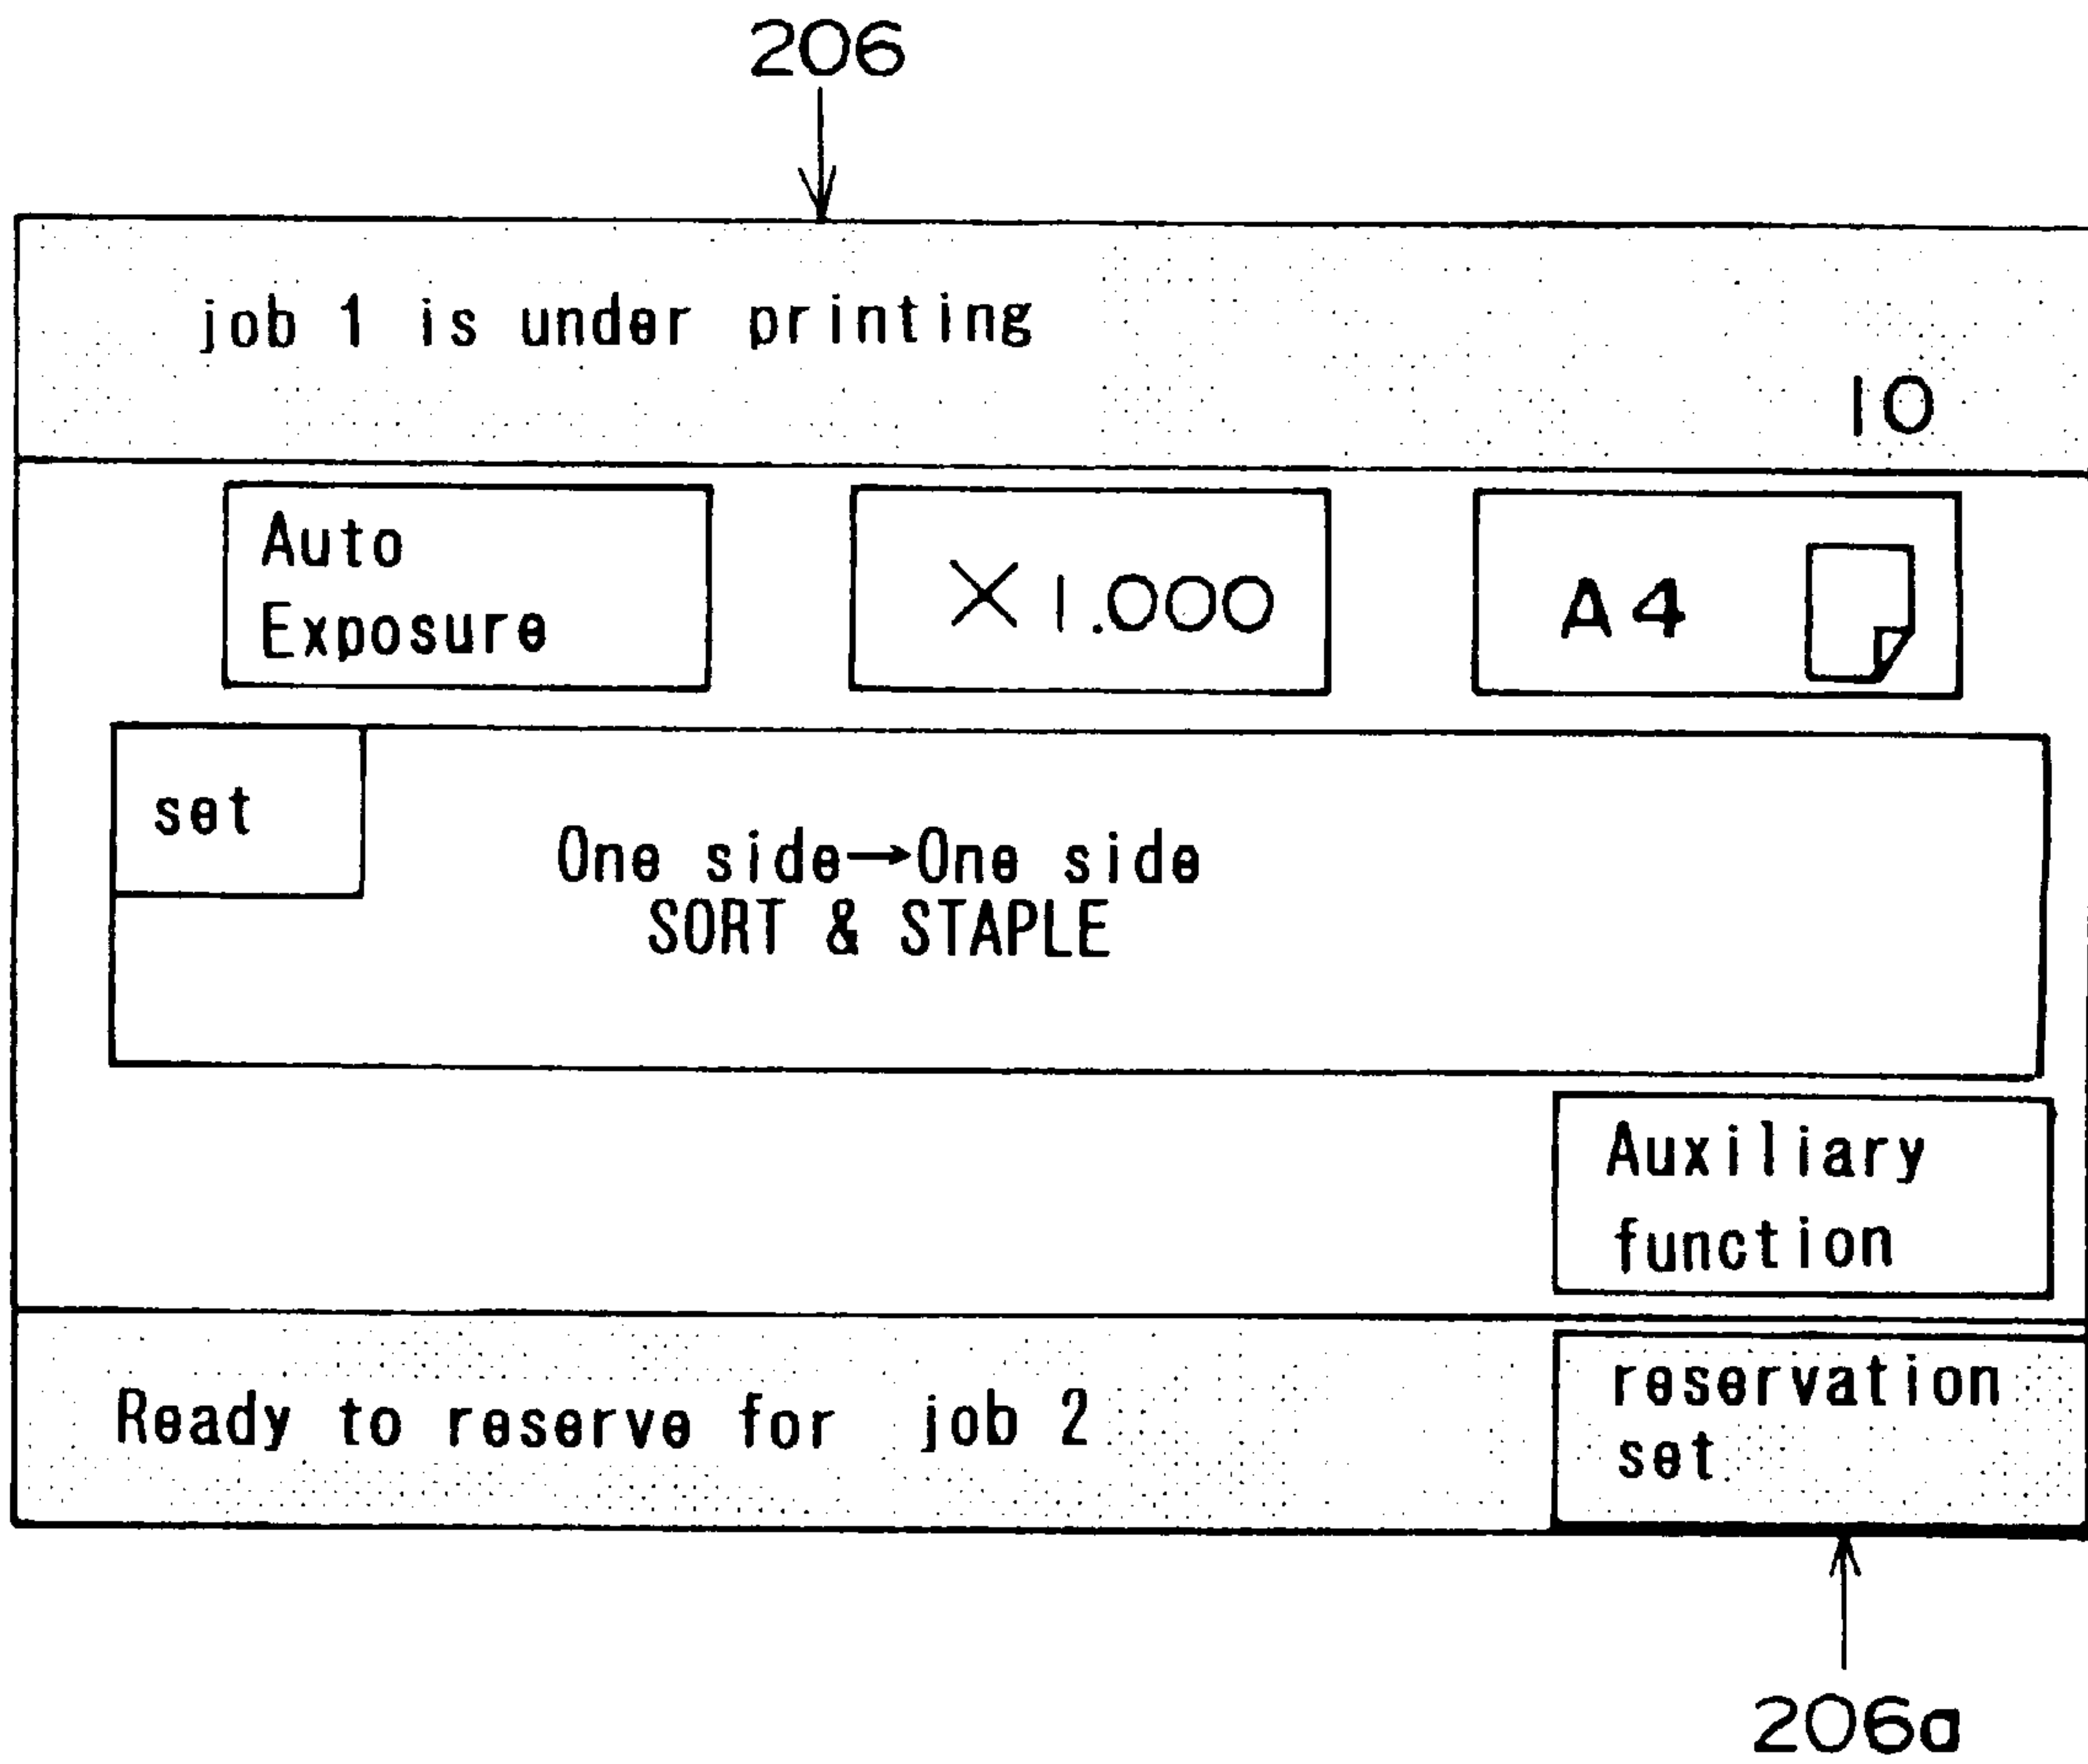 206
job 1 is under printing
10
Auto
Exposure
×1.000
A4
set
One side→One side
SORT & STAPLE
Auxiliary
function
Ready to reserve for job 2
reservation
set
206a